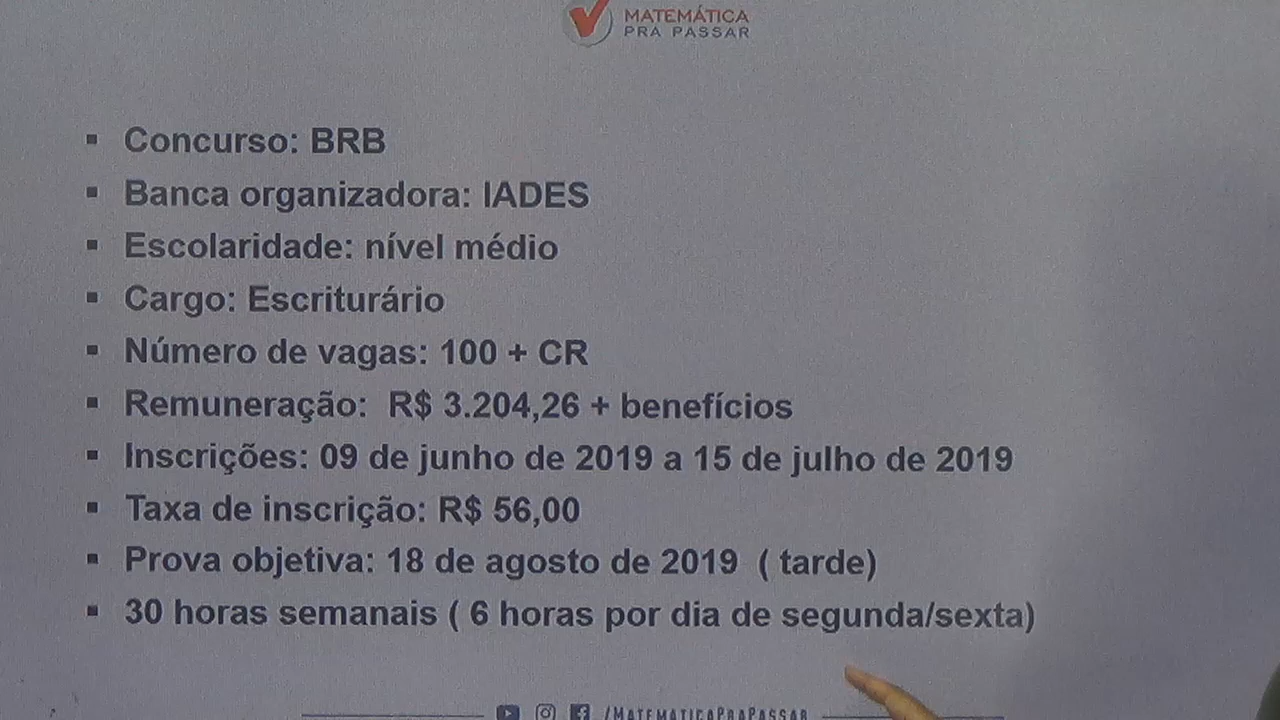 MATEMÁTICA
PRA PASSAR
▪ Concurso: BRB
▪ Banca organizadora: IADES
▪ Escolaridade: nível médio
▪ Cargo: Escriturário
▪ Número de vagas: 100 + CR
▪ Remuneração: R$ 3.204,26 + benefícios
▪ Inscrições: 09 de junho de 2019 a 15 de julho de 2019
▪ Taxa de inscrição: R$ 56,00
▪ Prova objetiva: 18 de agosto de 2019 ( tarde)
▪ 30 horas semanais ( 6 horas por dia de segunda/sexta)
/MATEMATICAPRAPASSAR